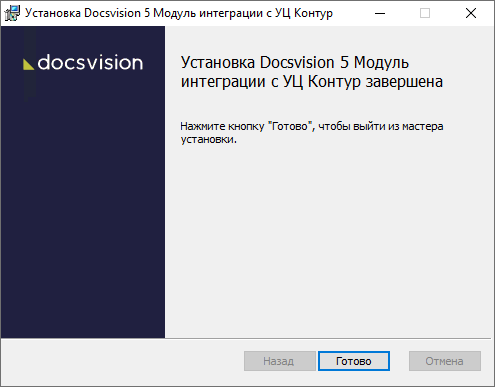 Установка Docsvision 5 Модуль интеграции с УЦ Контур
docsvision
Установка Docsvision 5 Модуль
интеграции с УЦ Контур завершена
Нажмите кнопку "Готово", чтобы выйти из мастера
установки.
Назад
Готово
Отмена